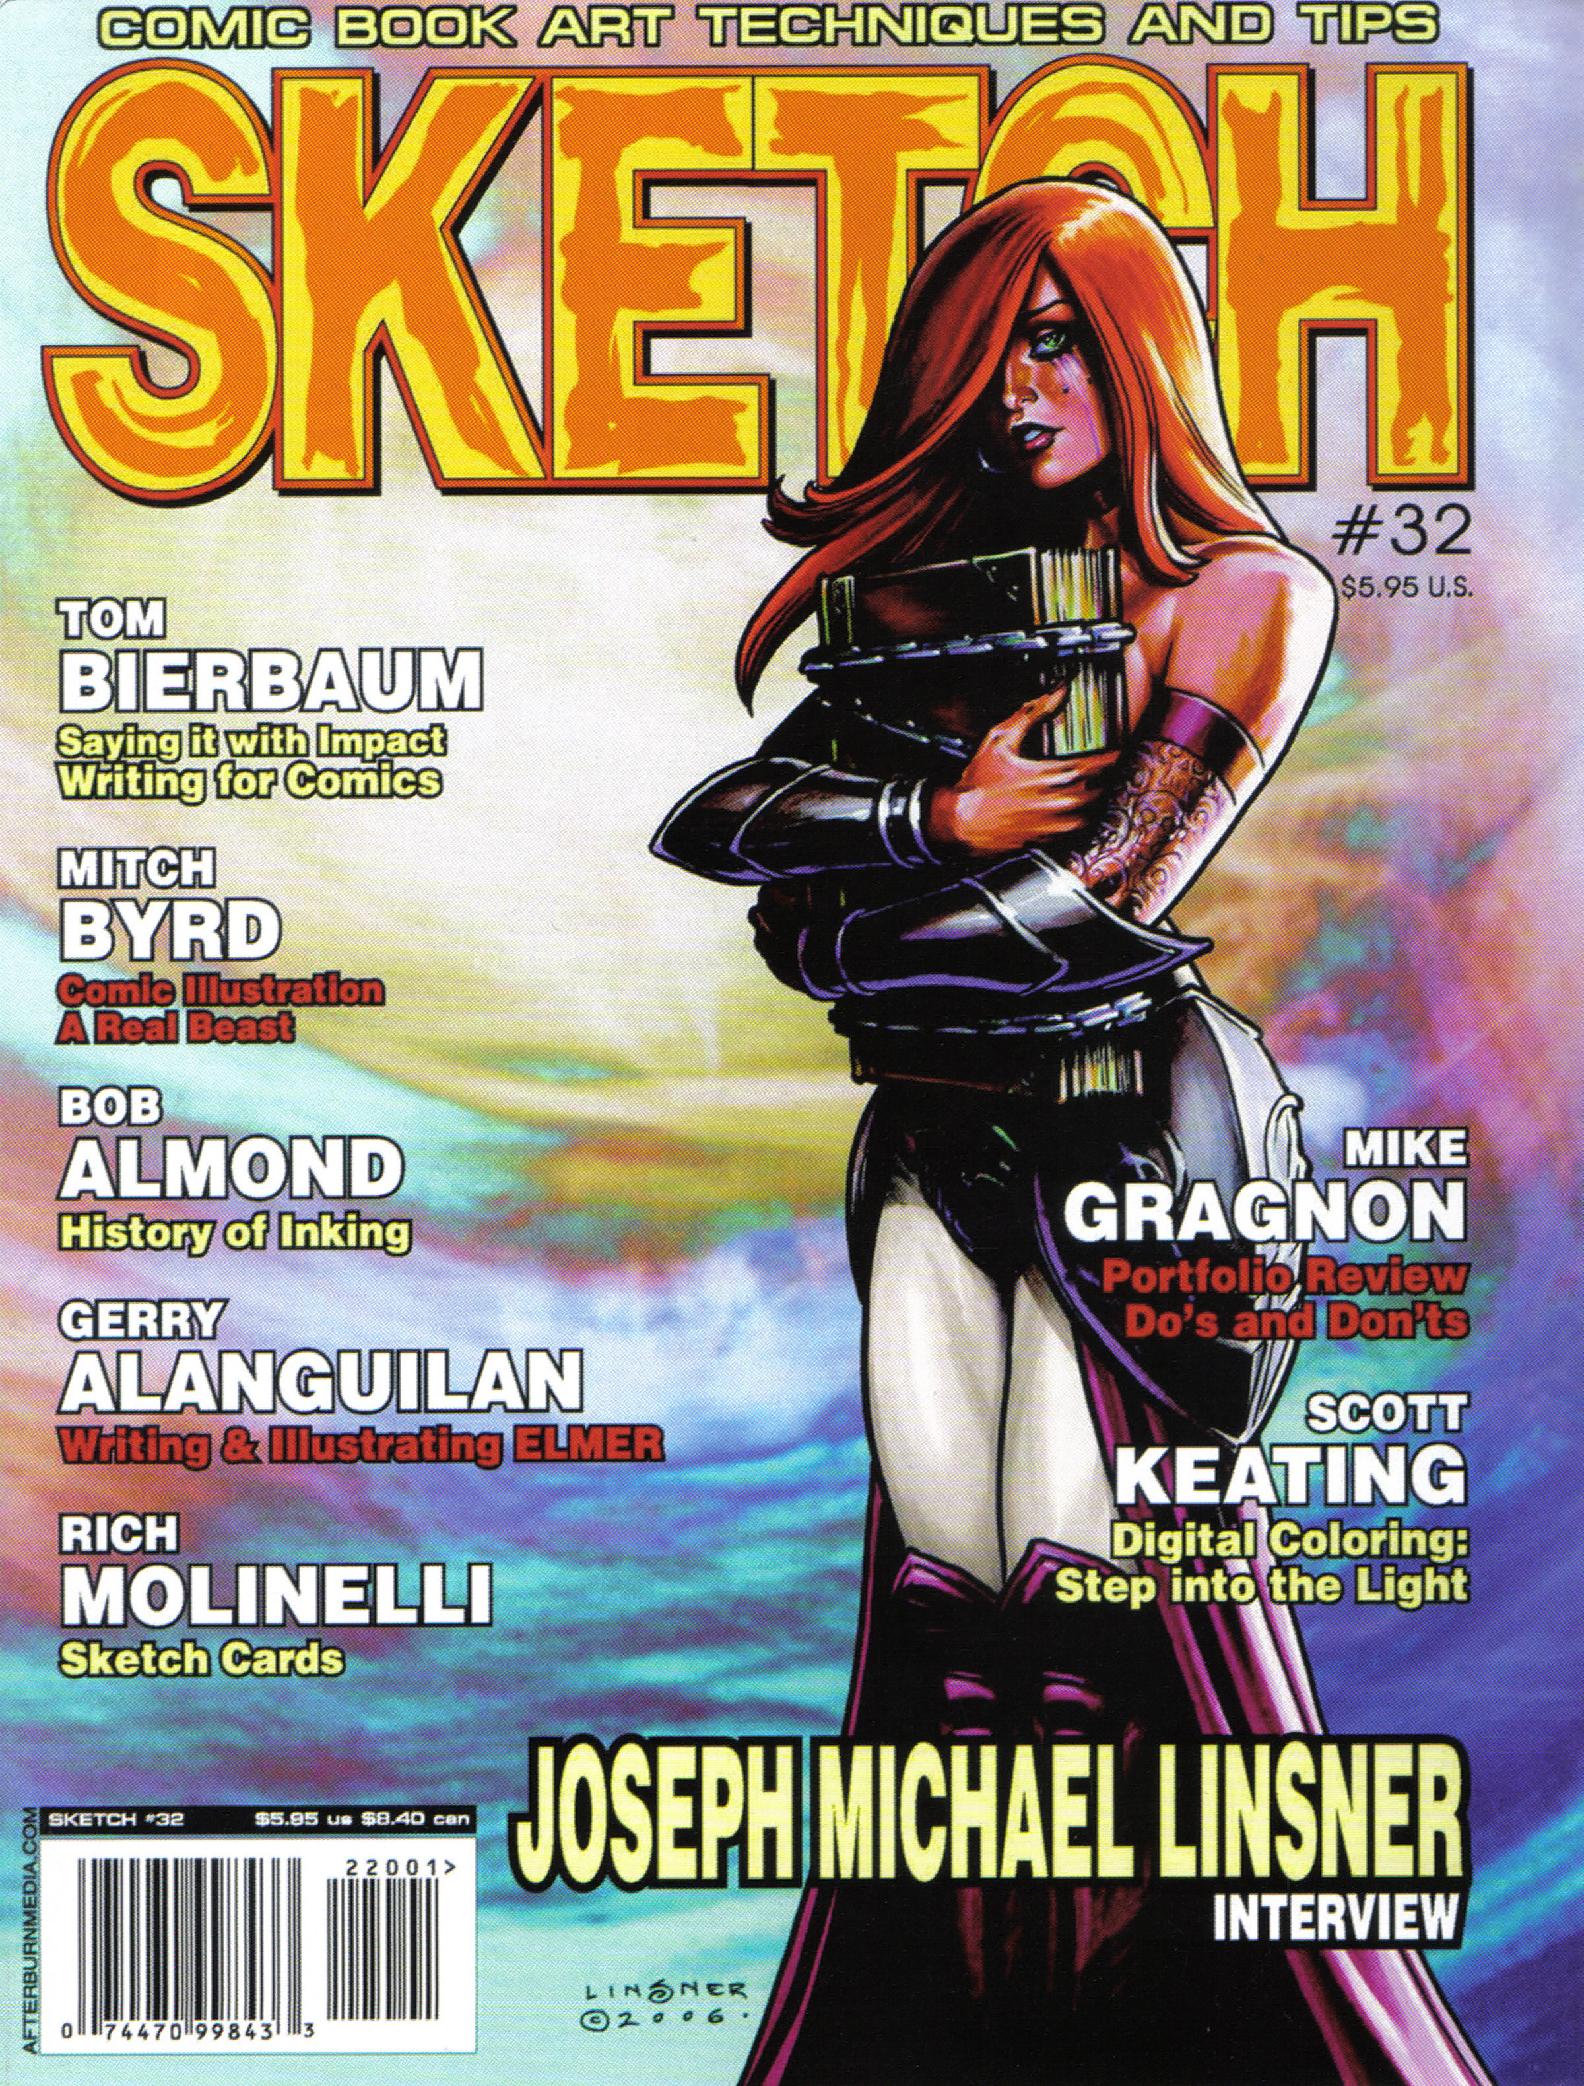 COMIC BOOK ART TECHNIQUES AND TIPS
SKETCH
#32
$5.95 U.S.
TOM
BIERBAUM
Saying it with Impact
Writing for Comics
MITCH
BYRD
Comic Illustration
A Real Beast
BOB
ALMOND
History of Inking
GERRY
ALANGUILAN
Writing & Illustrating ELMER
RICH
MOLINELLI
Sketch Cards
MIKE
GRAGNON
Portfolio Review
Do's and Don'ts
SCOTT
KEATING
Digital Coloring:
Step into the Light
JOSEPH MICHAEL LINSNER
INTERVIEW
LINSNER
©2006.
AFTERBURNMEDIA.COM
SKETCH #32 $5.95 us $8.40 can
22001>
0 74470 99843 3